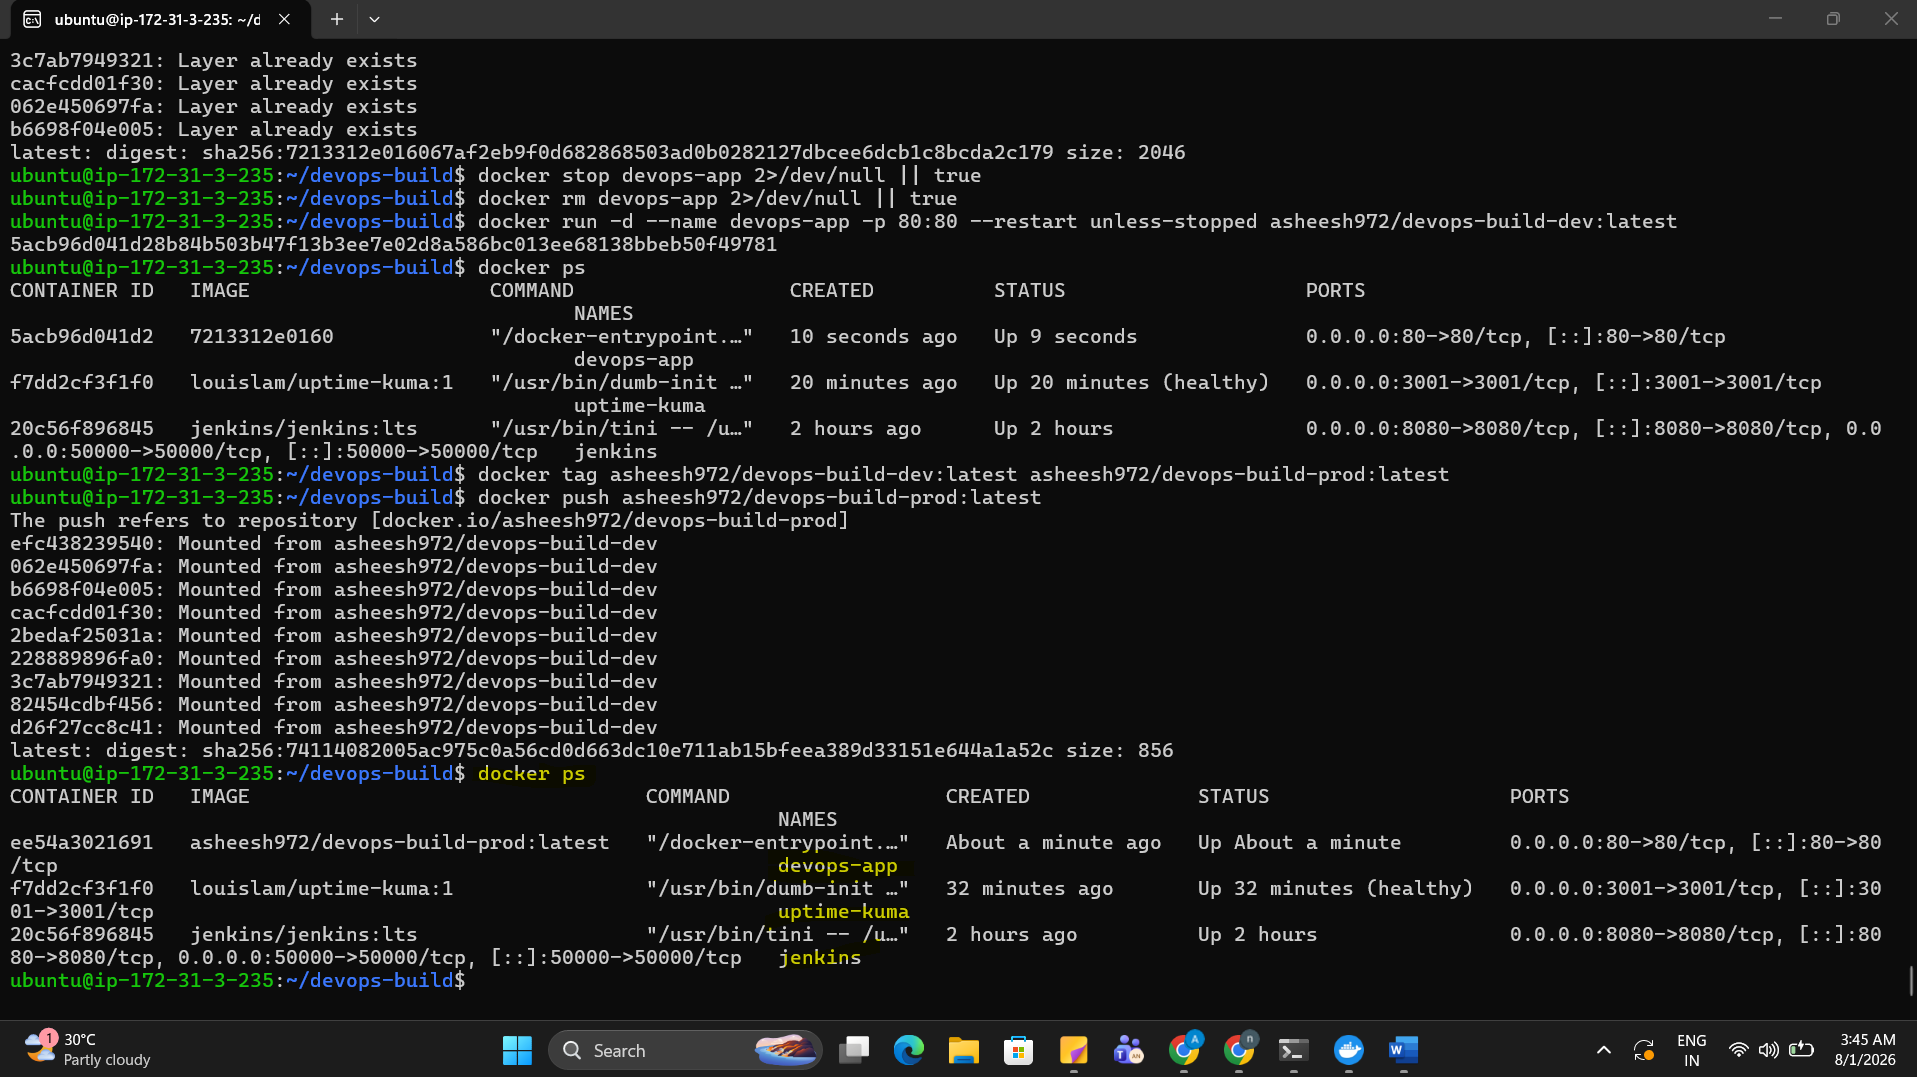 ubuntu@ip-172-31-3-235: ~/d
3c7ab7949321: Layer already exists
cacfcdd01f30: Layer already exists
062e450697fa: Layer already exists
b6698f04e005: Layer already exists
latest: digest: sha256:7213312e016067af2eb9f0d682868503ad0b0282127dbcee6dcb1c8bcda2c179 size: 2046
ubuntu@ip-172-31-3-235:~/devops-build$ docker stop devops-app 2>/dev/null || true
ubuntu@ip-172-31-3-235:~/devops-build$ docker rm devops-app 2>/dev/null || true
ubuntu@ip-172-31-3-235:~/devops-build$ docker run -d --name devops-app -p 80:80 --restart unless-stopped asheesh972/devops-build-dev:latest
5acb96d041d28b84b503b47f13b3ee7e02d8a586bc013ee68138bbeb50f49781
ubuntu@ip-172-31-3-235:~/devops-build$ docker ps
CONTAINER ID   IMAGE                    COMMAND                  CREATED          STATUS                    PORTS
NAMES
5acb96d041d2   7213312e0160             "/docker-entrypoint.…"   10 seconds ago   Up 9 seconds              0.0.0.0:80->80/tcp, [::]:80->80/tcp
devops-app
f7dd2cf3f1f0   louislam/uptime-kuma:1   "/usr/bin/dumb-init …"   20 minutes ago   Up 20 minutes (healthy)   0.0.0.0:3001->3001/tcp, [::]:3001->3001/tcp
uptime-kuma
20c56f896845   jenkins/jenkins:lts      "/usr/bin/tini -- /u…"   2 hours ago      Up 2 hours                0.0.0.0:8080->8080/tcp, [::]:8080->8080/tcp, 0.0
.0.0:50000->50000/tcp, [::]:50000->50000/tcp   jenkins
ubuntu@ip-172-31-3-235:~/devops-build$ docker tag asheesh972/devops-build-dev:latest asheesh972/devops-build-prod:latest
ubuntu@ip-172-31-3-235:~/devops-build$ docker push asheesh972/devops-build-prod:latest
The push refers to repository [docker.io/asheesh972/devops-build-prod]
efc438239540: Mounted from asheesh972/devops-build-dev
062e450697fa: Mounted from asheesh972/devops-build-dev
b6698f04e005: Mounted from asheesh972/devops-build-dev
cacfcdd01f30: Mounted from asheesh972/devops-build-dev
2bedaf25031a: Mounted from asheesh972/devops-build-dev
228889896fa0: Mounted from asheesh972/devops-build-dev
3c7ab7949321: Mounted from asheesh972/devops-build-dev
82454cdbf456: Mounted from asheesh972/devops-build-dev
d26f27cc8c41: Mounted from asheesh972/devops-build-dev
latest: digest: sha256:74114082005ac975c0a56cd0d663dc10e711ab15bfeea389d33151e644a1a52c size: 856
ubuntu@ip-172-31-3-235:~/devops-build$ docker ps
CONTAINER ID   IMAGE                                 COMMAND                  CREATED              STATUS                    PORTS
NAMES
ee54a3021691   asheesh972/devops-build-prod:latest   "/docker-entrypoint.…"   About a minute ago   Up About a minute         0.0.0.0:80->80/tcp, [::]:80->80
/tcp   devops-app
f7dd2cf3f1f0   louislam/uptime-kuma:1                "/usr/bin/dumb-init …"   32 minutes ago       Up 32 minutes (healthy)   0.0.0.0:3001->3001/tcp, [::]:30
01->3001/tcp   uptime-kuma
20c56f896845   jenkins/jenkins:lts                   "/usr/bin/tini -- /u…"   2 hours ago          Up 2 hours                0.0.0.0:8080->8080/tcp, [::]:80
80->8080/tcp, 0.0.0.0:50000->50000/tcp, [::]:50000->50000/tcp   jenkins
ubuntu@ip-172-31-3-235:~/devops-build$
1
30°C
Partly cloudy
Search
A
n
ENG
IN
3:45 AM
8/1/2026